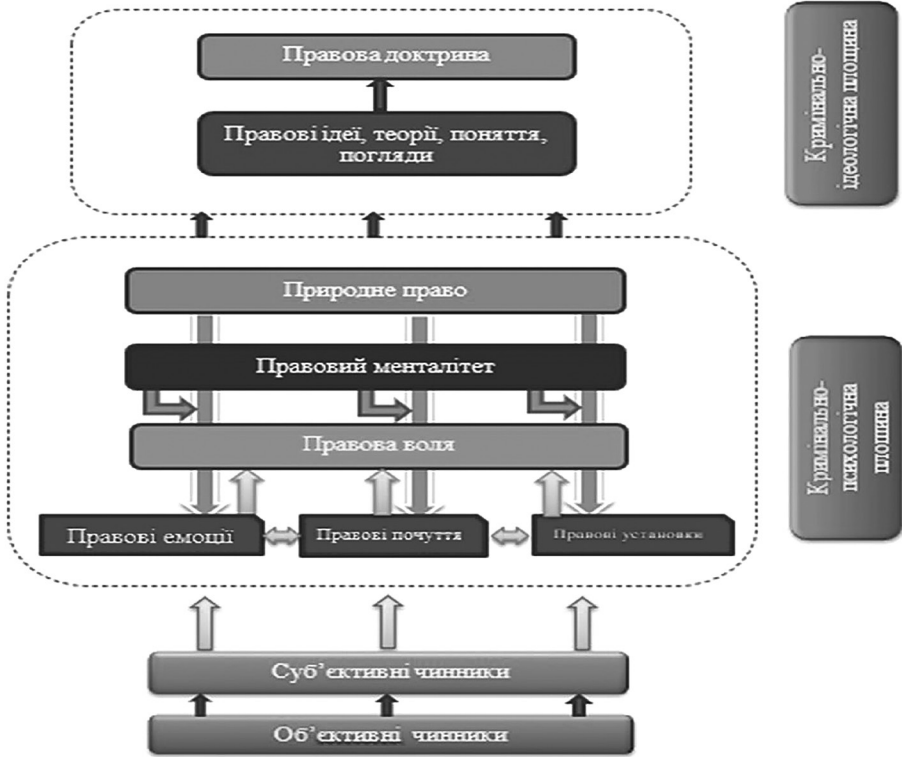 Правова доктрина
Правові ідеї, теорії, поняття,
погляди
Кримінально-
ідеологічна площина
Природне право
Правовий менталітет
Правова воля
Правові емоції
Правові почуття
Правові установки
Кримінально-
психологічна
площина
Суб’єктивні чинники
Об’єктивні чинники